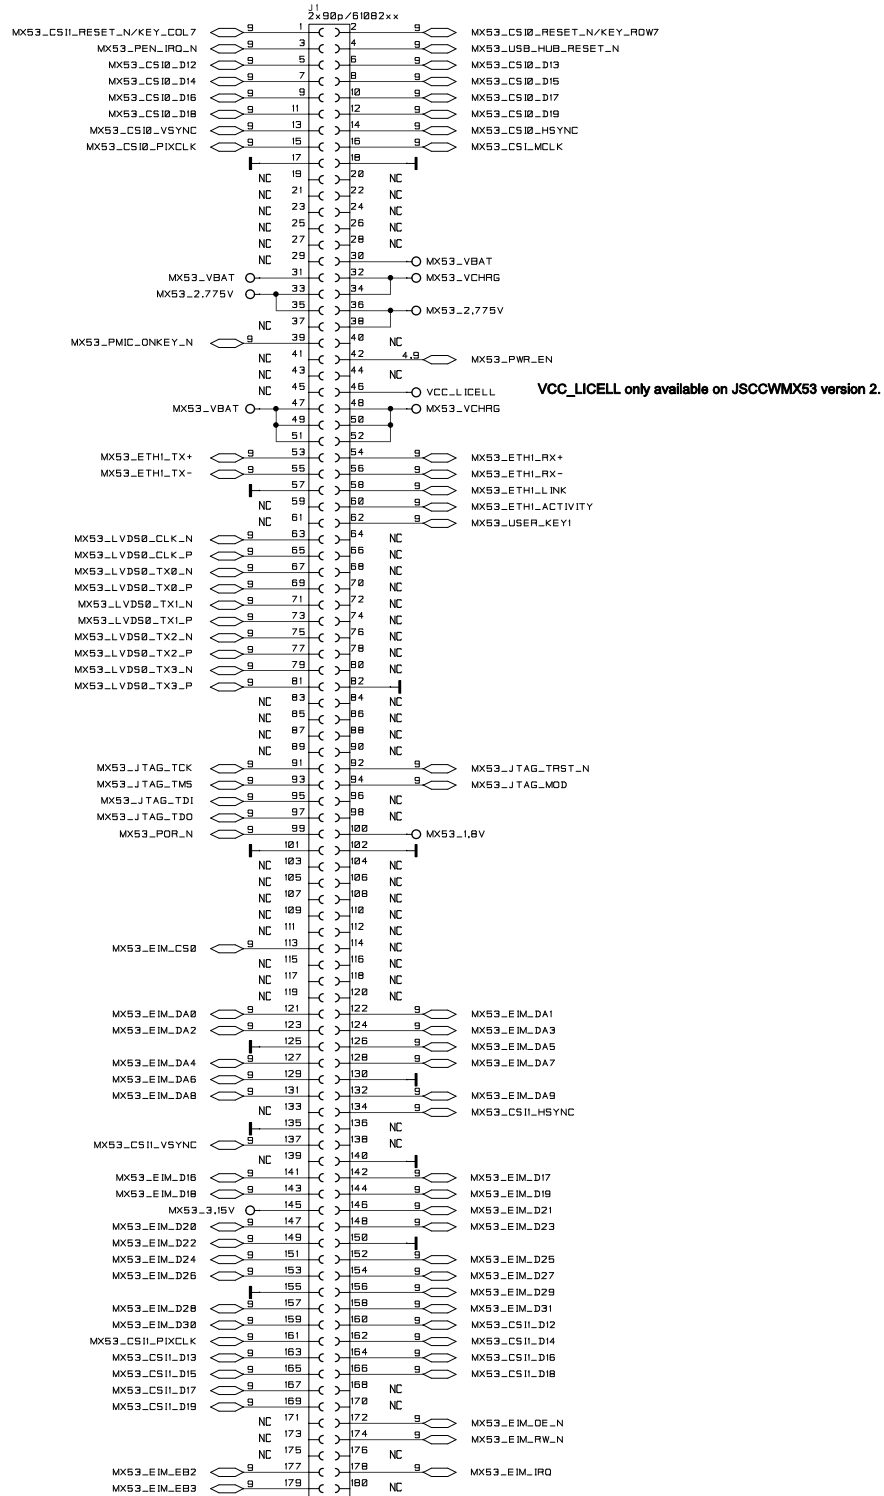 J1
2x90p/61082xx
MX53_CSI1_RESET_N/KEY_COL7 9 1 2 9 MX53_CSI0_RESET_N/KEY_ROW7
MX53_PEN_IRQ_N 9 3 4 9 MX53_USB_HUB_RESET_N
MX53_CSI0_D12 9 5 6 9 MX53_CSI0_D13
MX53_CSI0_D14 9 7 8 9 MX53_CSI0_D15
MX53_CSI0_D16 9 9 10 9 MX53_CSI0_D17
MX53_CSI0_D18 9 11 12 9 MX53_CSI0_D19
MX53_CSI0_VSYNC 9 13 14 9 MX53_CSI0_HSYNC
MX53_CSI0_PIXCLK 9 15 16 9 MX53_CSI_MCLK
17 18
NC 19 20 NC
NC 21 22 NC
NC 23 24 NC
NC 25 26 NC
NC 27 28 NC
NC 29 30 MX53_VBAT
MX53_VBAT 31 32 MX53_VCHRG
MX53_2.775V 33 34
35 36 MX53_2,775V
NC 37 38
MX53_PMIC_ONKEY_N 9 39 40 NC
NC 41 42 4,9 MX53_PWR_EN
NC 43 44 NC
NC 45 46 VCC_LICELL VCC_LICELL only available on JSCCWMX53 version 2.
MX53_VBAT 47 48 MX53_VCHRG
49 50
51 52
MX53_ETH1_TX+ 9 53 54 9 MX53_ETH1_RX+
MX53_ETH1_TX- 9 55 56 9 MX53_ETH1_RX-
57 58 9 MX53_ETH1_LINK
NC 59 60 9 MX53_ETH1_ACTIVITY
NC 61 62 9 MX53_USER_KEY1
MX53_LVDS0_CLK_N 9 63 64 NC
MX53_LVDS0_CLK_P 9 65 66 NC
MX53_LVDS0_TX0_N 9 67 68 NC
MX53_LVDS0_TX0_P 9 69 70 NC
MX53_LVDS0_TX1_N 9 71 72 NC
MX53_LVDS0_TX1_P 9 73 74 NC
MX53_LVDS0_TX2_N 9 75 76 NC
MX53_LVDS0_TX2_P 9 77 78 NC
MX53_LVDS0_TX3_N 9 79 80 NC
MX53_LVDS0_TX3_P 9 81 82
NC 83 84 NC
NC 85 86 NC
NC 87 88 NC
NC 89 90 NC
MX53_JTAG_TCK 9 91 92 9 MX53_JTAG_TRST_N
MX53_JTAG_TMS 9 93 94 9 MX53_JTAG_MOD
MX53_JTAG_TDI 9 95 96 NC
MX53_JTAG_TDO 9 97 98 NC
MX53_POR_N 9 99 100 MX53_1,8V
101 102
NC 103 104 NC
NC 105 106 NC
NC 107 108 NC
NC 109 110 NC
NC 111 112 NC
MX53_EIM_CS0 9 113 114 NC
NC 115 116 NC
NC 117 118 NC
NC 119 120 NC
MX53_EIM_DA0 9 121 122 9 MX53_EIM_DA1
MX53_EIM_DA2 9 123 124 9 MX53_EIM_DA3
125 126 9 MX53_EIM_DA5
MX53_EIM_DA4 9 127 128 9 MX53_EIM_DA7
MX53_EIM_DA6 9 129 130
MX53_EIM_DA8 9 131 132 9 MX53_EIM_DA9
NC 133 134 9 MX53_CSI1_HSYNC
135 136 NC
MX53_CSI1_VSYNC 9 137 138 NC
NC 139 140
MX53_EIM_D16 9 141 142 9 MX53_EIM_D17
MX53_EIM_D18 9 143 144 9 MX53_EIM_D19
MX53_3,15V 145 146 9 MX53_EIM_D21
MX53_EIM_D20 9 147 148 9 MX53_EIM_D23
MX53_EIM_D22 9 149 150
MX53_EIM_D24 9 151 152 9 MX53_EIM_D25
MX53_EIM_D26 9 153 154 9 MX53_EIM_D27
155 156 9 MX53_EIM_D29
MX53_EIM_D28 9 157 158 9 MX53_EIM_D31
MX53_EIM_D30 9 159 160 9 MX53_CSI1_D12
MX53_CSI1_PIXCLK 9 161 162 9 MX53_CSI1_D14
MX53_CSI1_D13 9 163 164 9 MX53_CSI1_D16
MX53_CSI1_D15 9 165 166 9 MX53_CSI1_D18
MX53_CSI1_D17 9 167 168 NC
MX53_CSI1_D19 9 169 170 NC
NC 171 172 9 MX53_EIM_OE_N
NC 173 174 9 MX53_EIM_RW_N
NC 175 176 NC
MX53_EIM_EB2 9 177 178 9 MX53_EIM_IRQ
MX53_EIM_EB3 9 179 180 NC